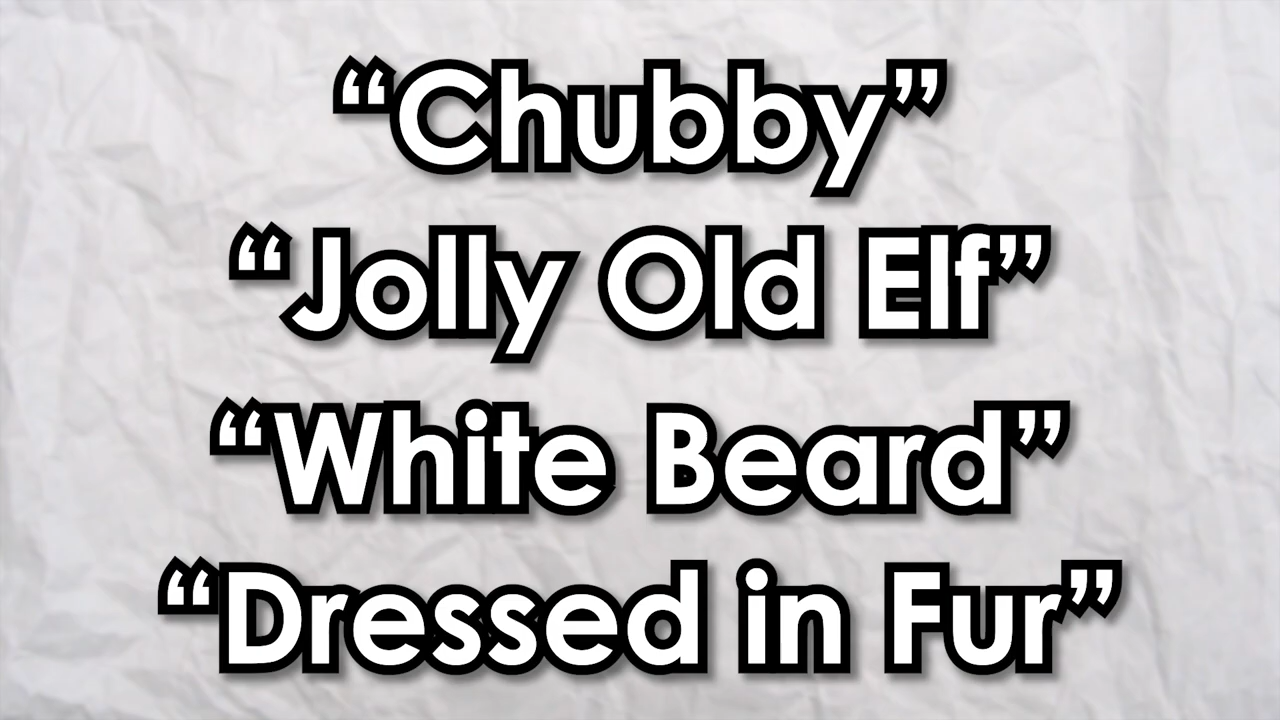 “Chubby”
“Jolly Old Elf”
“White Beard”
“Dressed in Fur”